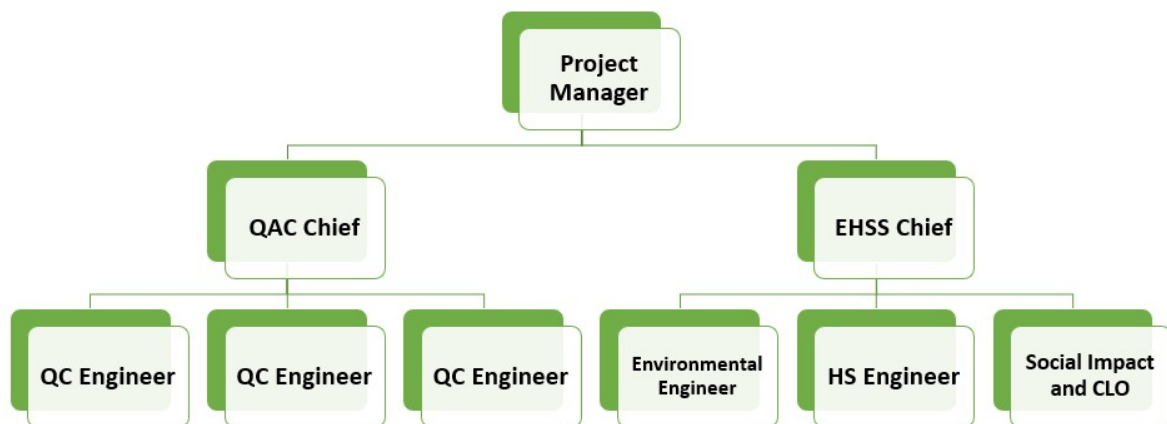 Project
Manager
QAC Chief
EHSS Chief
QC Engineer
QC Engineer
QC Engineer
Environmental
Engineer
HS Engineer
Social Impact
and CLO